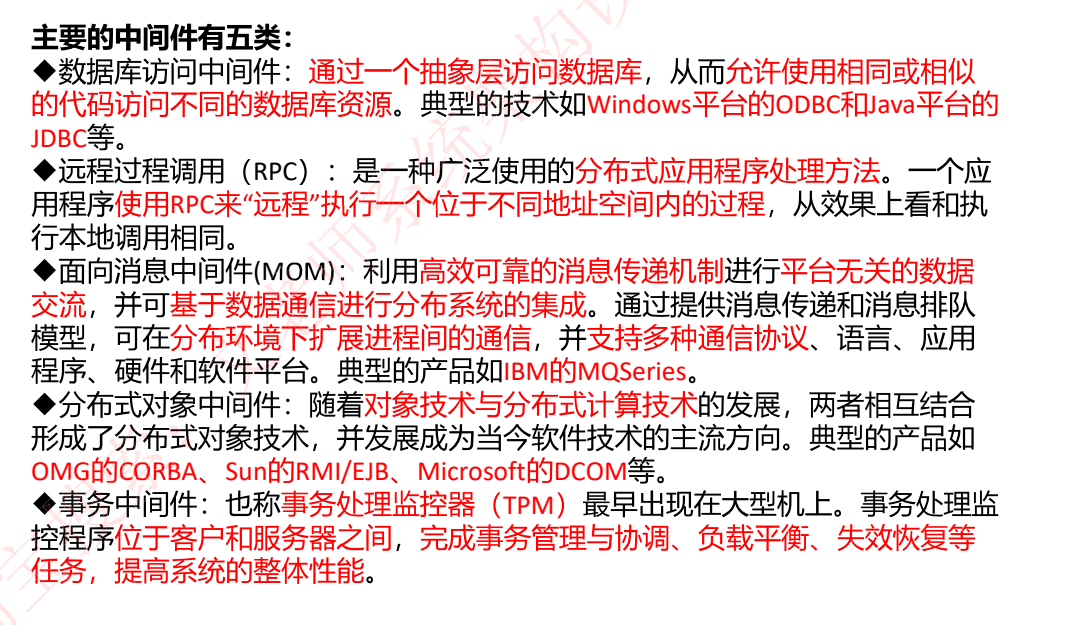 主要的中间件有五类：
◆数据库访问中间件：通过一个抽象层访问数据库，从而允许使用相同或相似
的代码访问不同的数据库资源。典型的技术如Windows平台的ODBC和Java平台的
JDBC等。
◆远程过程调用（RPC）：是一种广泛使用的分布式应用程序处理方法。一个应
用程序使用RPC来“远程”执行一个位于不同地址空间内的过程，从效果上看和执
行本地调用相同。
◆面向消息中间件(MOM)：利用高效可靠的消息传递机制进行平台无关的数据
交流，并可基于数据通信进行分布系统的集成。通过提供消息传递和消息排队
模型，可在分布环境下扩展进程间的通信，并支持多种通信协议、语言、应用
程序、硬件和软件平台。典型的产品如IBM的MQSeries。
◆分布式对象中间件：随着对象技术与分布式计算技术的发展，两者相互结合
形成了分布式对象技术，并发展成为当今软件技术的主流方向。典型的产品如
OMG的CORBA、Sun的RMI/EJB、Microsoft的DCOM等。
◆事务中间件：也称事务处理监控器（TPM）最早出现在大型机上。事务处理监
控程序位于客户和服务器之间，完成事务管理与协调、负载平衡、失效恢复等
任务，提高系统的整体性能。